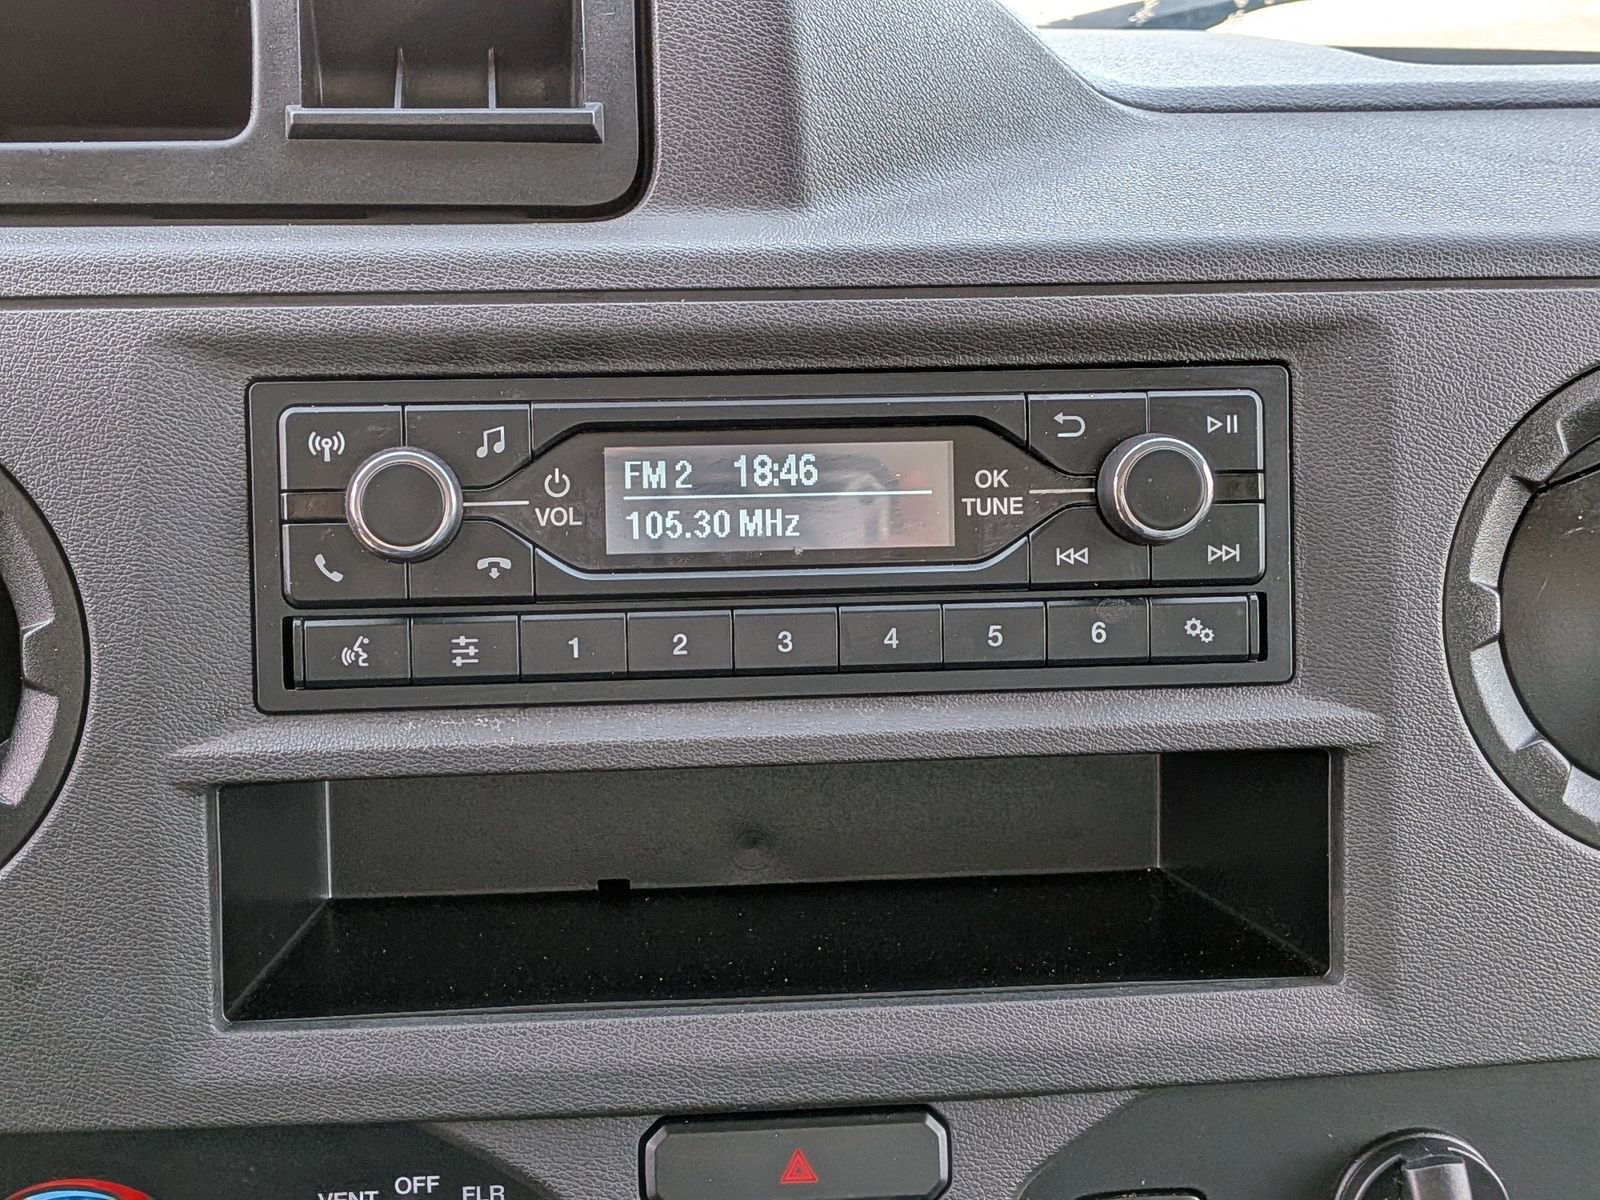 FM 2 18:46
105.30 MHz
VOL
OK
TUNE
1 2 3 4 5 6
VENT OFF FLR